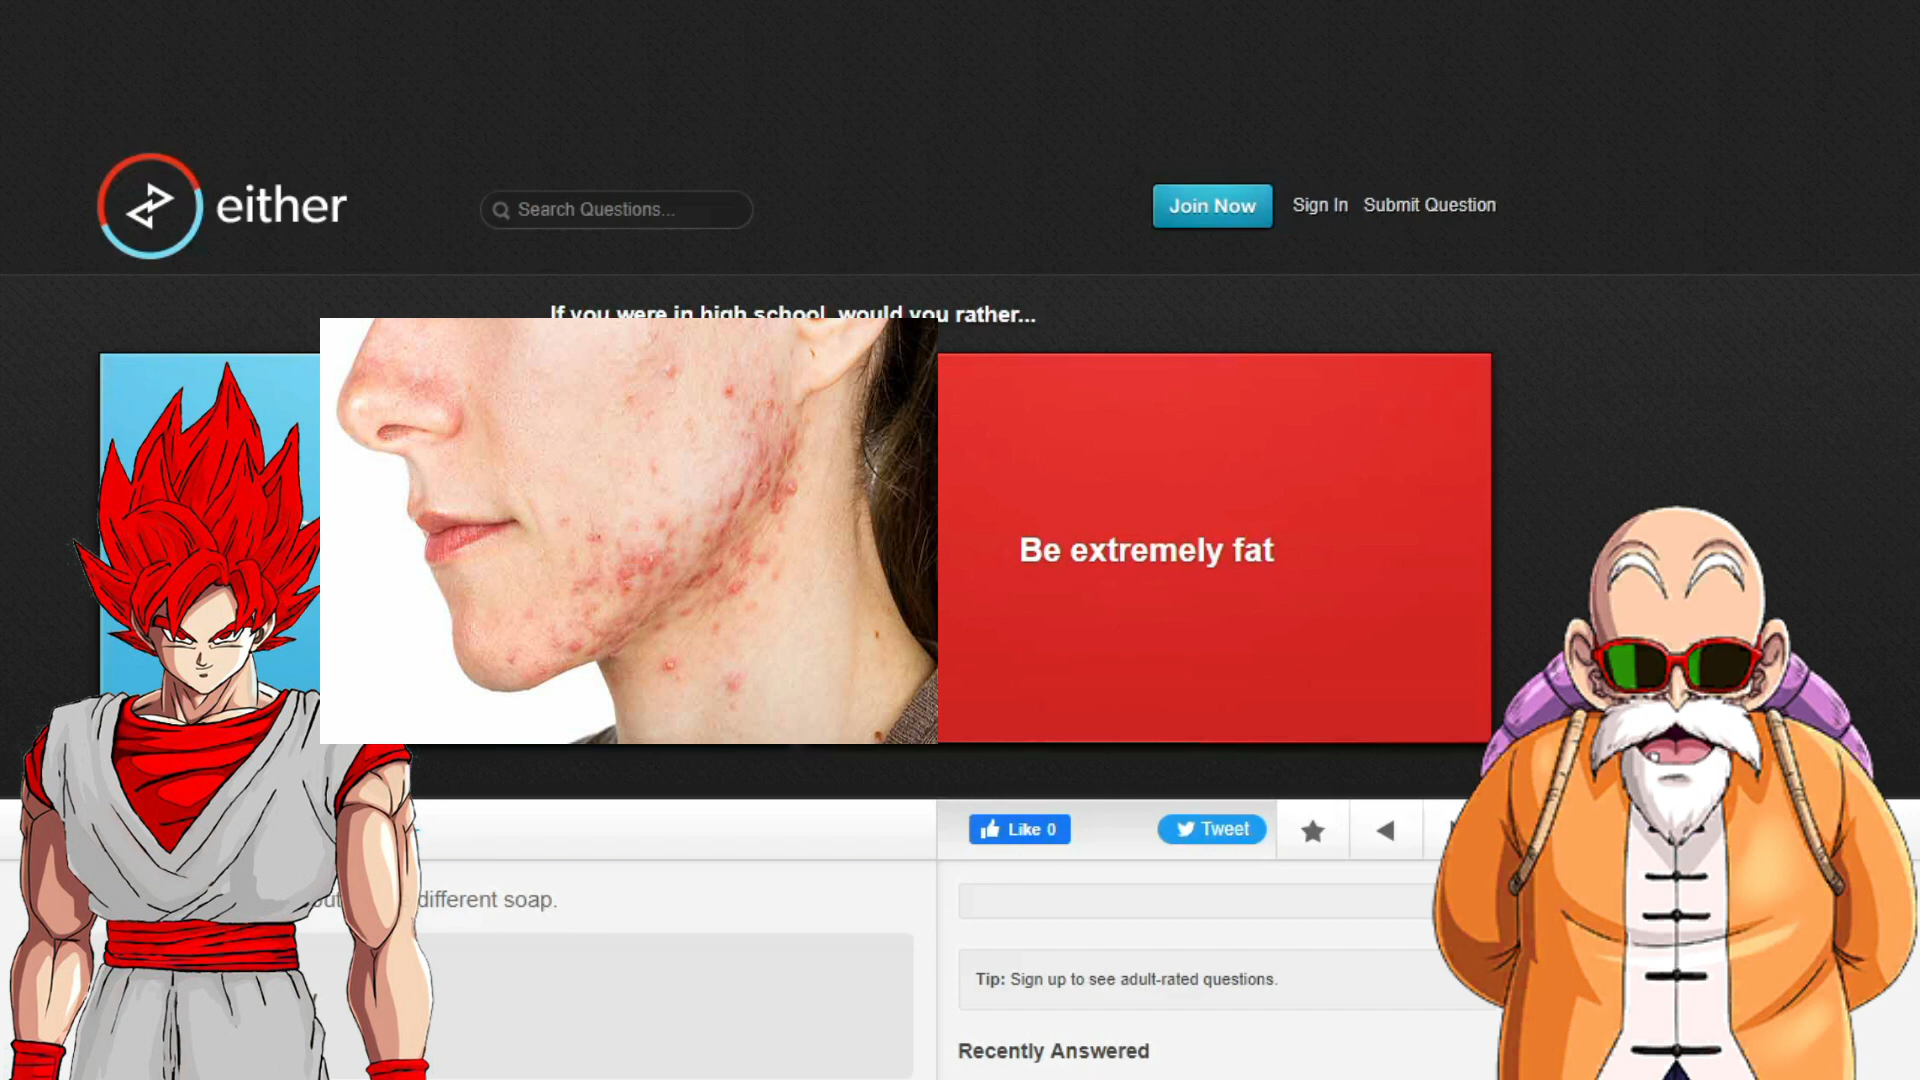 either
Search Questions...
Join Now
Sign In
Submit Question
If you were in high school, would you rather...
Be extremely fat
Like 0
Tweet
different soap.
Tip: Sign up to see adult-rated questions.
Recently Answered